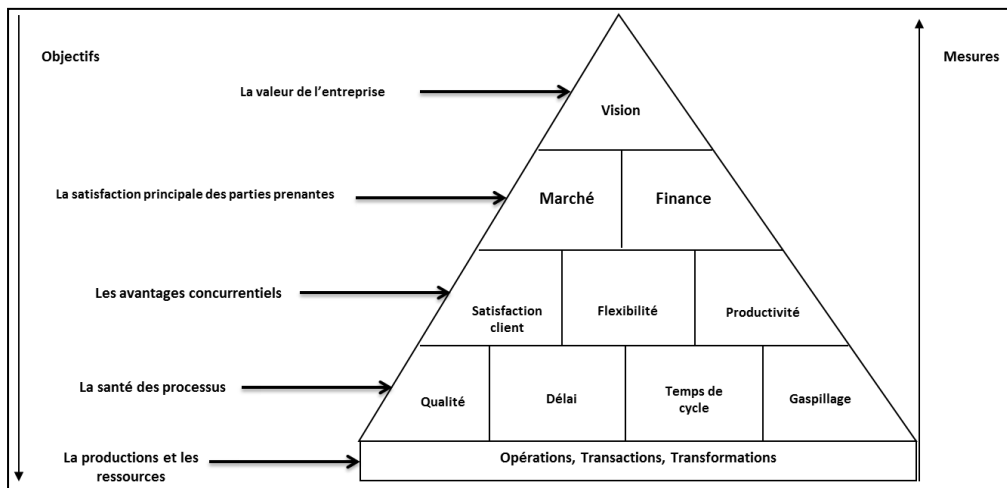 Objectifs
Mesures
La valeur de l'entreprise
Vision
La satisfaction principale des parties prenantes
Marché
Finance
Les avantages concurrentiels
Satisfaction
client
Flexibilité
Productivité
La santé des processus
Qualité
Délai
Temps de
cycle
Gaspillage
La productions et les
ressources
Opérations, Transactions, Transformations